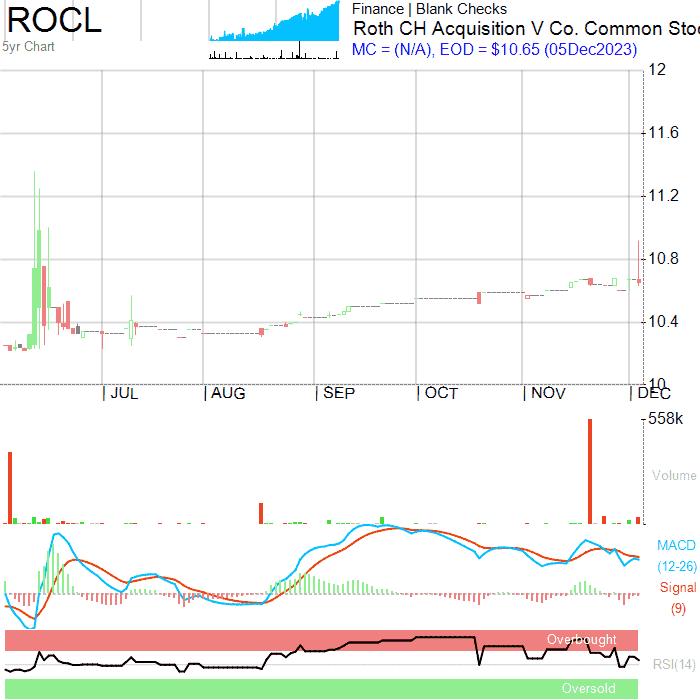 ROCL
5yr Chart
Finance | Blank Checks
Roth CH Acquisition V Co. Common Sto
MC = (N/A), EOD = $10.65 (05Dec2023)
12
11.6
11.2
10.8
10.4
10
| JUL | AUG | SEP | OCT | NOV | DEC
558k
Volume
MACD
(12-26)
Signal
(9)
Overbought
RSI(14)
Oversold